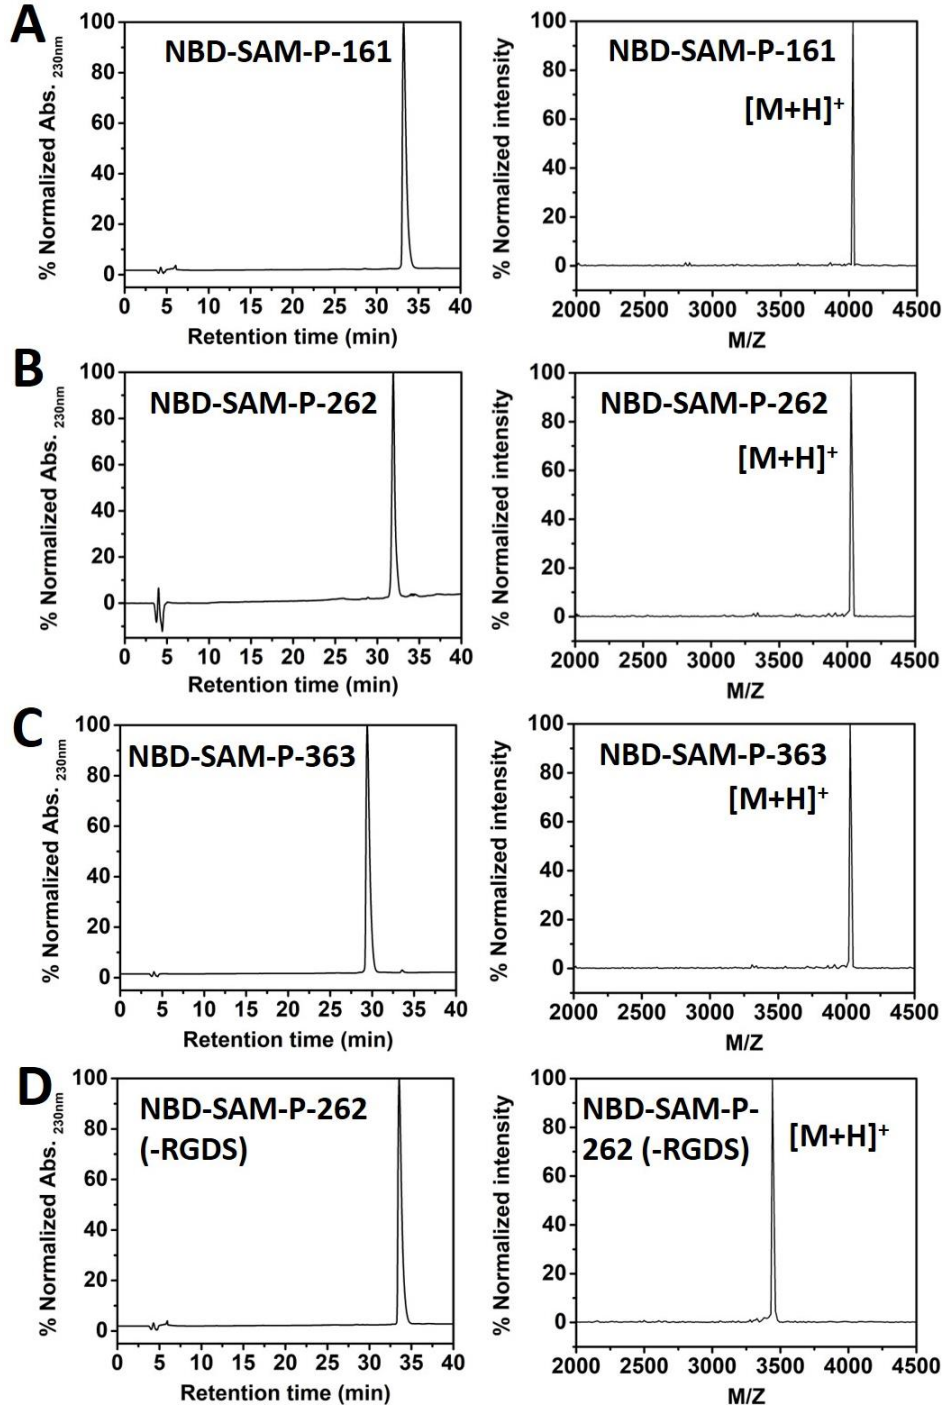 A
NBD-SAM-P-161
% Normalized Abs. 230nm
100
80
60
40
20
0
0 5 10 15 20 25 30 35 40
Retention time (min)
NBD-SAM-P-161
[M+H]+
% Normalized intensity
100
80
60
40
20
0
2000 2500 3000 3500 4000 4500
M/Z
B
NBD-SAM-P-262
% Normalized Abs. 230nm
100
80
60
40
20
0
0 5 10 15 20 25 30 35 40
Retention time (min)
NBD-SAM-P-262
[M+H]+
% Normalized intensity
100
80
60
40
20
0
2000 2500 3000 3500 4000 4500
M/Z
C
NBD-SAM-P-363
% Normalized Abs. 230nm
100
80
60
40
20
0
0 5 10 15 20 25 30 35 40
Retention time (min)
NBD-SAM-P-363
[M+H]+
% Normalized intensity
100
80
60
40
20
0
2000 2500 3000 3500 4000 4500
M/Z
D
NBD-SAM-P-262
(-RGDS)
% Normalized Abs. 230nm
100
80
60
40
20
0
0 5 10 15 20 25 30 35 40
Retention time (min)
NBD-SAM-P-
262 (-RGDS)
[M+H]+
% Normalized intensity
100
80
60
40
20
0
2000 2500 3000 3500 4000 4500
M/Z